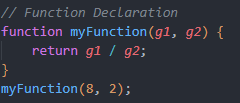 // Function Declaration
function myFunction(g1, g2) {
    return g1 / g2;
}
myFunction(8, 2);